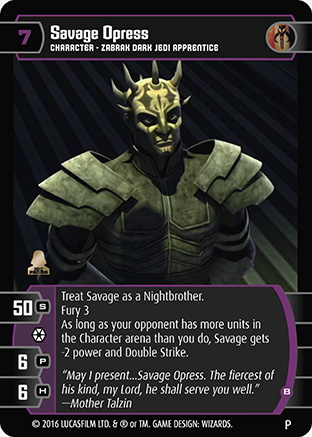 7
Savage Opress
CHARACTER - ZABRAK DARK JEDI APPRENTICE
50 S
6 P
6 H
Treat Savage as a Nightbrother.
Fury 3
As long as your opponent has more units in
the Character arena than you do, Savage gets
-2 power and Double Strike.
“May I present...Savage Opress. The fiercest of
his kind, my Lord, he shall serve you well.”
—Mother Talzin
B
© 2016 LUCASFILM LTD. & ® or TM. GAME DESIGN: WIZARDS.
P